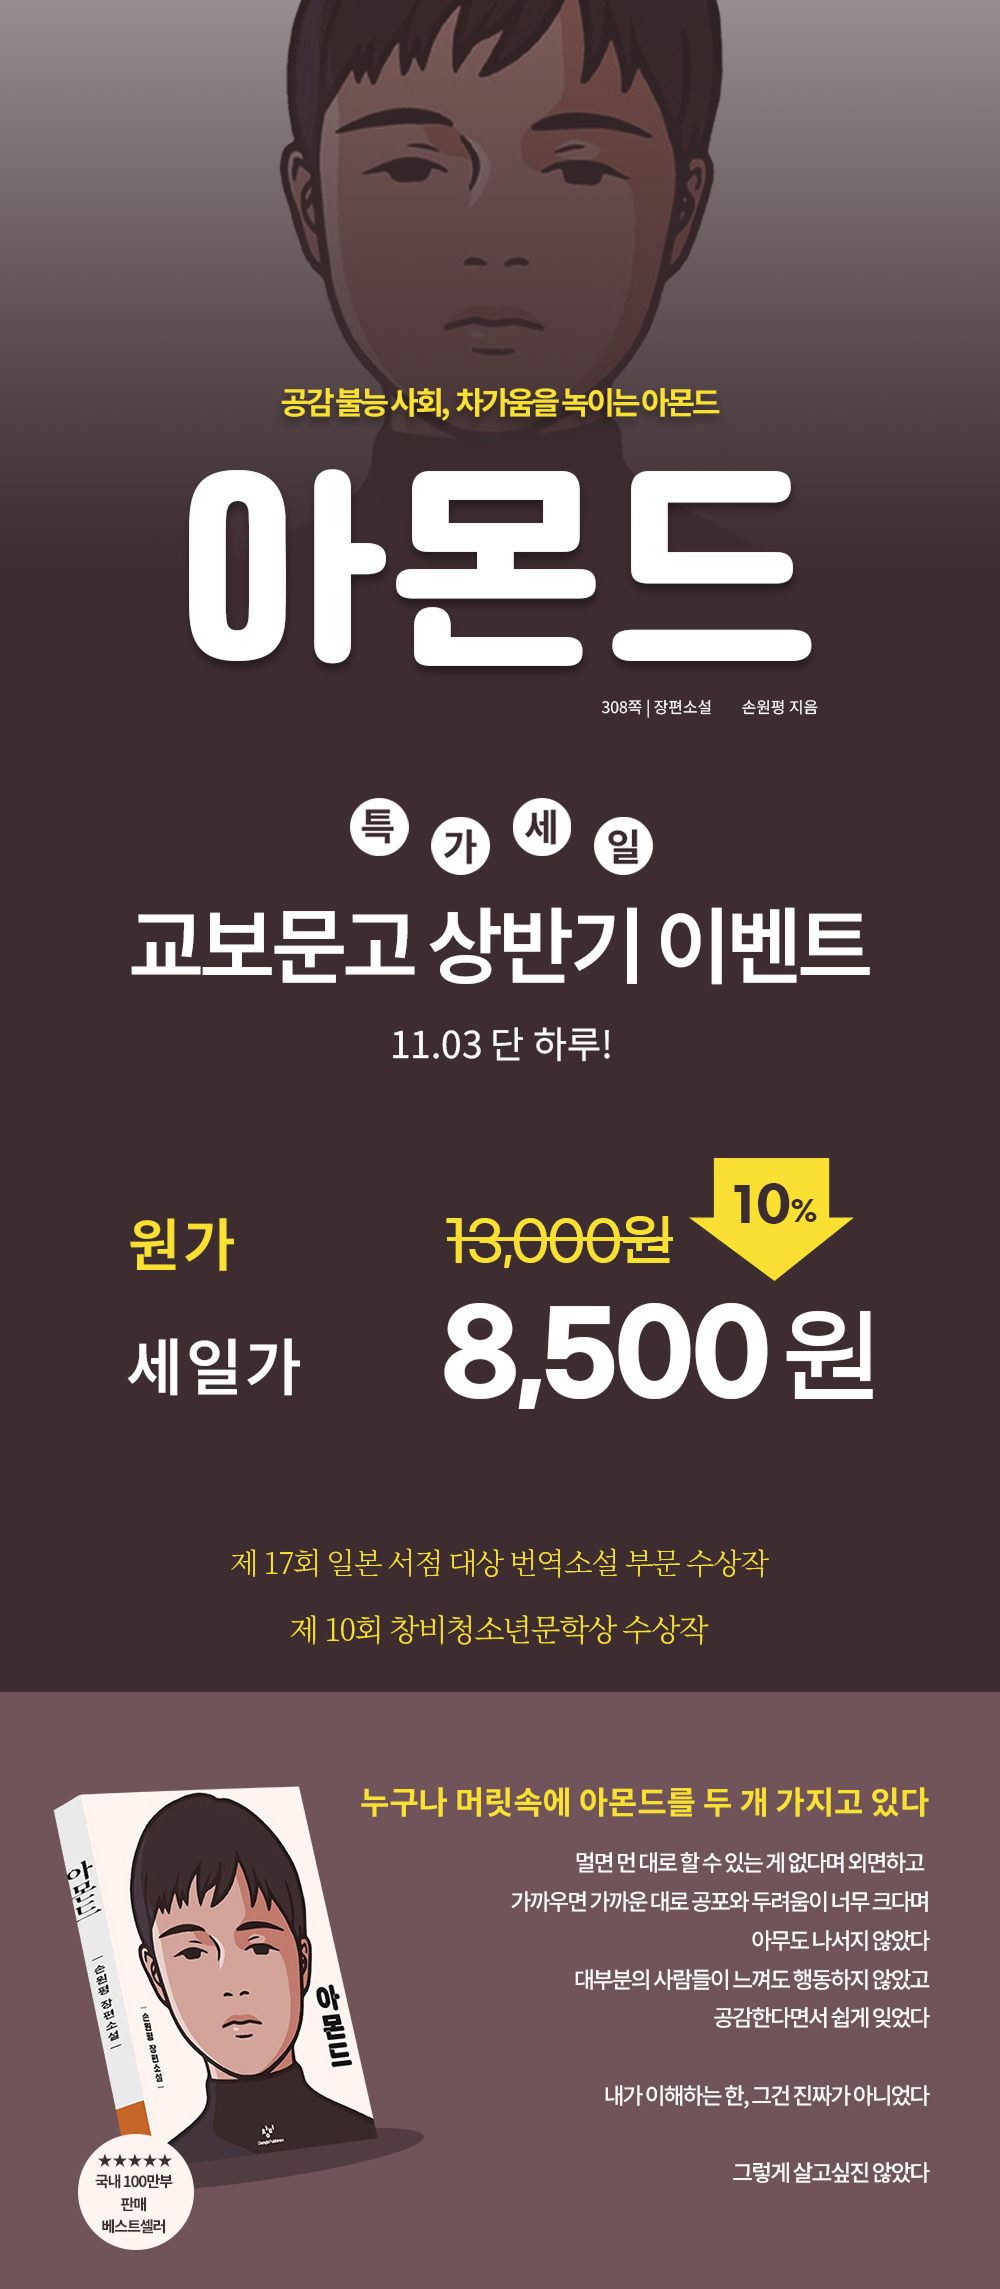 공감 불능 사회, 차가움을 녹이는 아몬드
아몬드
308쪽 | 장편소설 손원평 지음
특가세일
교보문고 상반기 이벤트
11.03 단 하루!
원가 13,000원 10%
세일가 8,500원
제 17회 일본 서점 대상 번역소설 부문 수상작
제 10회 창비청소년문학상 수상작
누구나 머릿속에 아몬드를 두 개 가지고 있다
멀면 먼 대로 할 수 있는 게 없다며 외면하고
가까우면 가까운 대로 공포와 두려움이 너무 크다며
아무도 나서지 않았다
대부분의 사람들이 느껴도 행동하지 않았고
공감한다면서 쉽게 잊었다
내가 이해하는 한, 그건 진짜가 아니었다
그렇게 살고싶진 않았다
아몬드
손원평 장편소설
아몬드
손원평 장편소설
창비
Changbi Publishers
★★★★★
국내 100만부
판매
베스트셀러